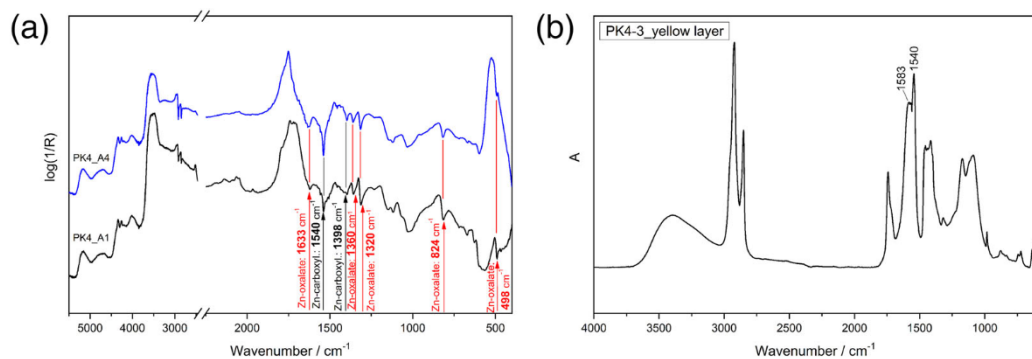 (a)
log(1/R)
PK4_A4
PK4_A1
Zn-oxalate: 1633 cm⁻¹
Zn-carboxyl.: 1540 cm⁻¹
Zn-carboxyl.: 1398 cm⁻¹
Zn-oxalate: 1360 cm⁻¹
Zn-oxalate: 1320 cm⁻¹
Zn-oxalate: 824 cm⁻¹
Zn-oxalate:
498 cm⁻¹
5000 4000 3000 2000 1500 1000 500
Wavenumber / cm⁻¹
(b)
PK4-3_yellow layer
1583
1540
A
4000 3500 3000 2500 2000 1500 1000
Wavenumber / cm⁻¹